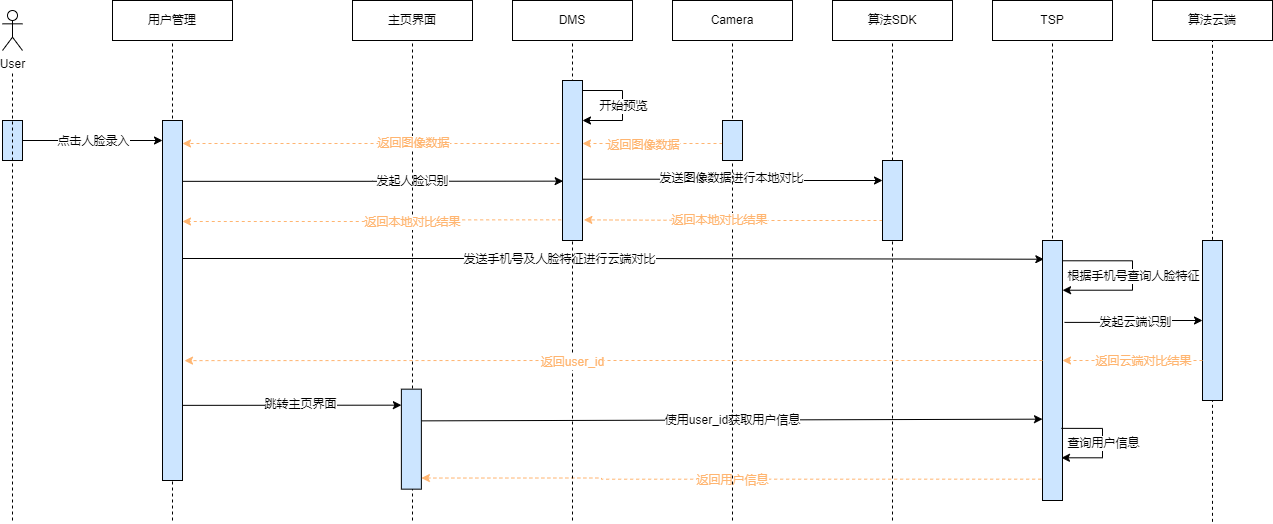 User
用户管理
主页界面
DMS
Camera
算法SDK
TSP
算法云端
开始预览
点击人脸录入
返回图像数据
返回图像数据
发起人脸识别
发送图像数据进行本地对比
返回本地对比结果
返回本地对比结果
发送手机号及人脸特征进行云端对比
根据手机号查询人脸特征
发起云端识别
返回user_id
返回云端对比结果
跳转主页界面
使用user_id获取用户信息
查询用户信息
返回用户信息